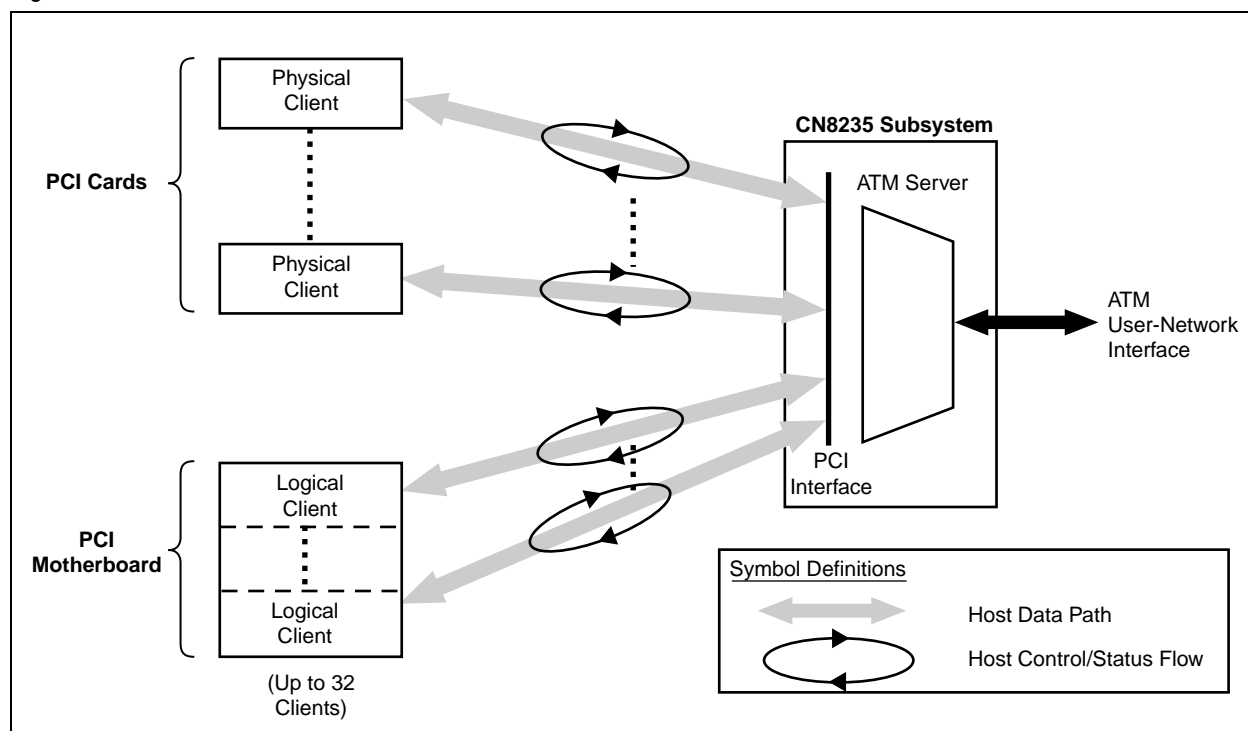 Physical
Client
PCI Cards
Physical
Client
CN8235 Subsystem
ATM Server
ATM
User-Network
Interface
PCI
Interface
PCI
Motherboard
Logical
Client
Logical
Client
(Up to 32
Clients)
Symbol Definitions
Host Data Path
Host Control/Status Flow